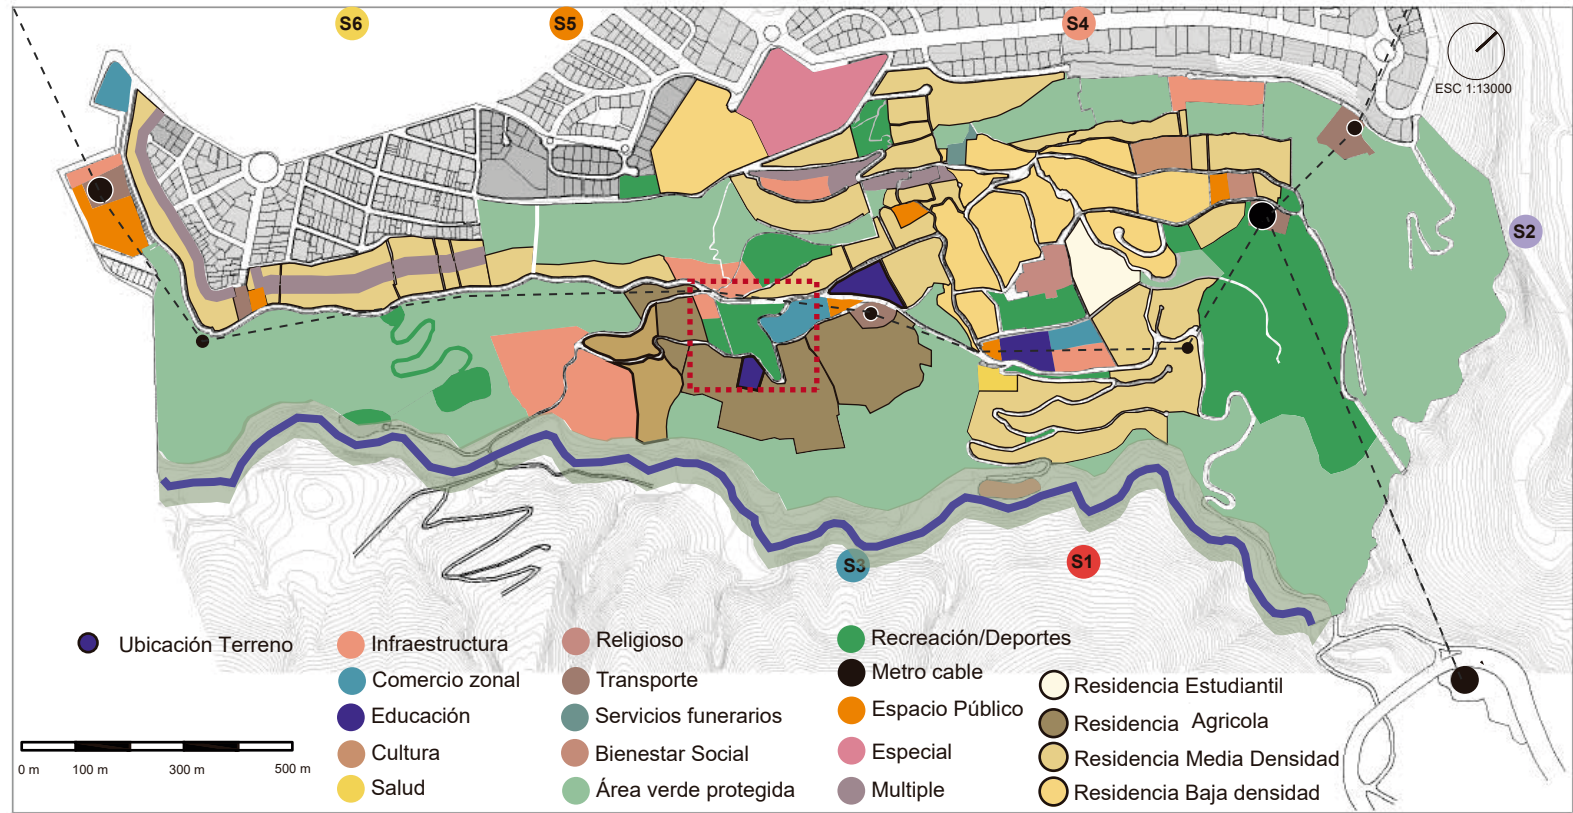 S6
S5
S4
ESC 1:13000
S2
S3
S1
Ubicación Terreno
Infraestructura
Comercio zonal
Educación
Cultura
Salud
Religioso
Transporte
Servicios funerarios
Bienestar Social
Área verde protegida
Recreación/Deportes
Metro cable
Espacio Público
Especial
Multiple
Residencia Estudiantil
Residencia Agricola
Residencia Media Densidad
Residencia Baja densidad
0 m 100 m 300 m 500 m